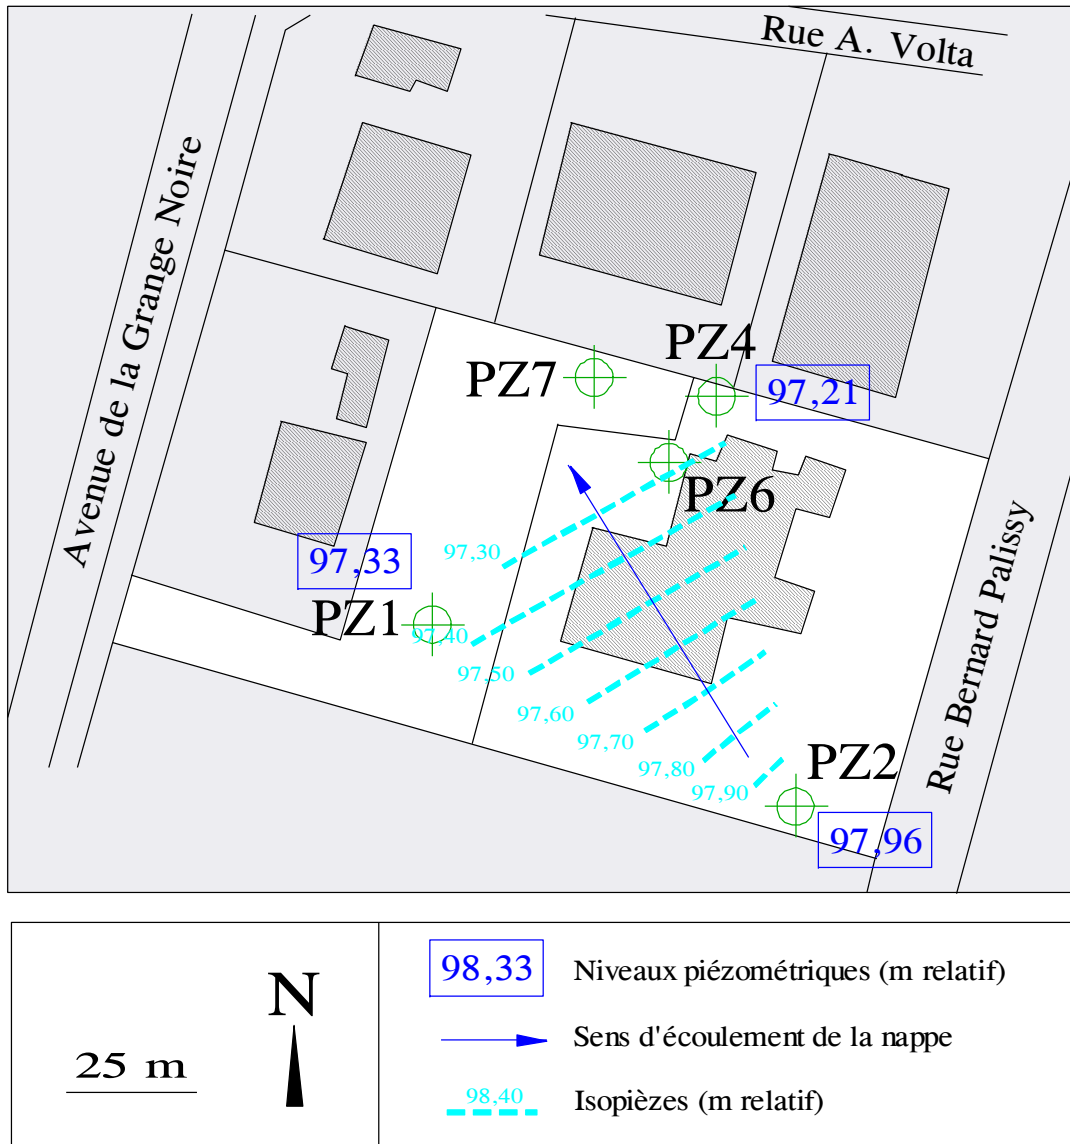 Rue A. Volta
Avenue de la Grange Noire
PZ4
PZ7
97,21
PZ6
97,30
97,33
PZ1
97,40
97,50
97,60
97,70
97,80
97,90
PZ2
97,96
Rue Bernard Palissy
N
25 m
98,33
Niveaux piézométriques (m relatif)
Sens d'écoulement de la nappe
98,40
Isopièzes (m relatif)